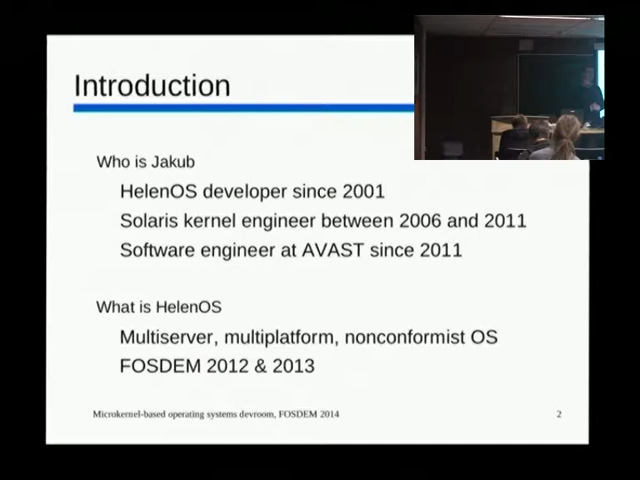 Introduction
Who is Jakub
HelenOS developer since 2001
Solaris kernel engineer between 2006 and 2011
Software engineer at AVAST since 2011
What is HelenOS
Multiserver, multiplatform, nonconformist OS
FOSDEM 2012 & 2013
Microkernel-based operating systems devroom, FOSDEM 2014
2